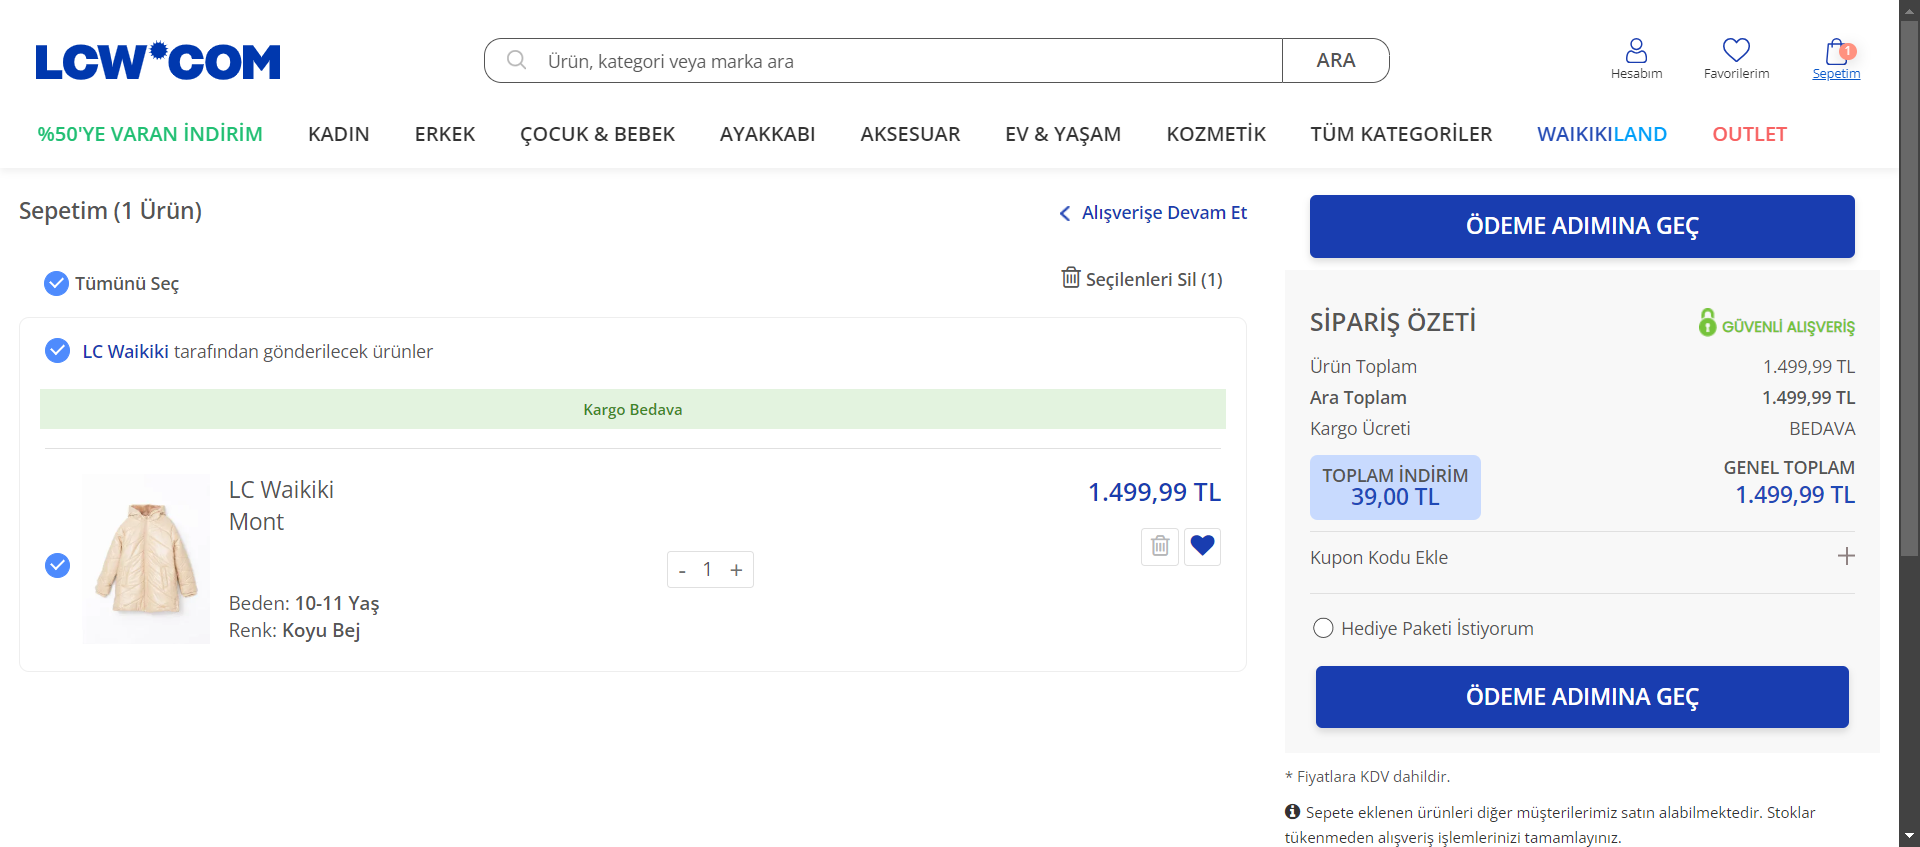 LCW COM
Ürün, kategori veya marka ara
ARA
Hesabım
Favorilerim
1
Sepetim
%50'YE VARAN İNDİRİM
KADIN
ERKEK
ÇOCUK & BEBEK
AYAKKABI
AKSESUAR
EV & YAŞAM
KOZMETİK
TÜM KATEGORİLER
WAIKIKILAND
OUTLET
Sepetim (1 Ürün)
Alışverişe Devam Et
Tümünü Seç
Seçilenleri Sil (1)
LC Waikiki tarafından gönderilecek ürünler
Kargo Bedava
LC Waikiki
Mont
1.499,99 TL
- 1 +
Beden: 10-11 Yaş
Renk: Koyu Bej
ÖDEME ADIMINA GEÇ
SİPARİŞ ÖZETİ
GÜVENLİ ALIŞVERİŞ
Ürün Toplam 1.499,99 TL
Ara Toplam 1.499,99 TL
Kargo Ücreti BEDAVA
TOPLAM İNDİRİM
39,00 TL
GENEL TOPLAM
1.499,99 TL
Kupon Kodu Ekle +
Hediye Paketi İstiyorum
ÖDEME ADIMINA GEÇ
* Fiyatlara KDV dahildir.
Sepete eklenen ürünleri diğer müşterilerimiz satın alabilmektedir. Stoklar
tükenmeden alışveriş işlemlerinizi tamamlayınız.